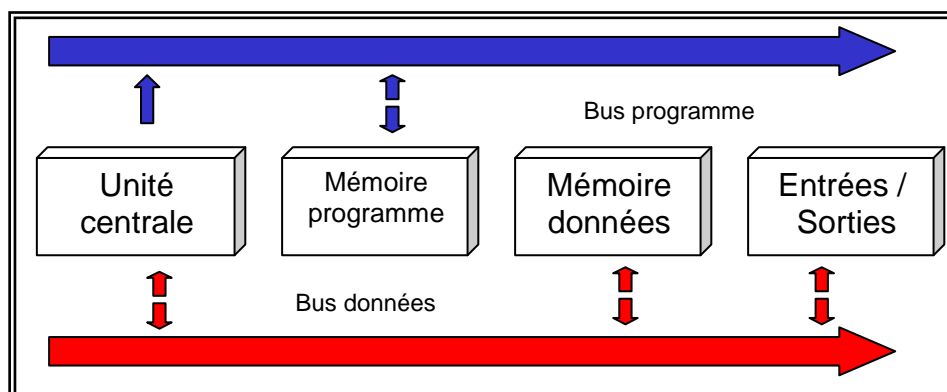 Bus programme
Unité
centrale
Mémoire
programme
Mémoire
données
Entrées /
Sorties
Bus données